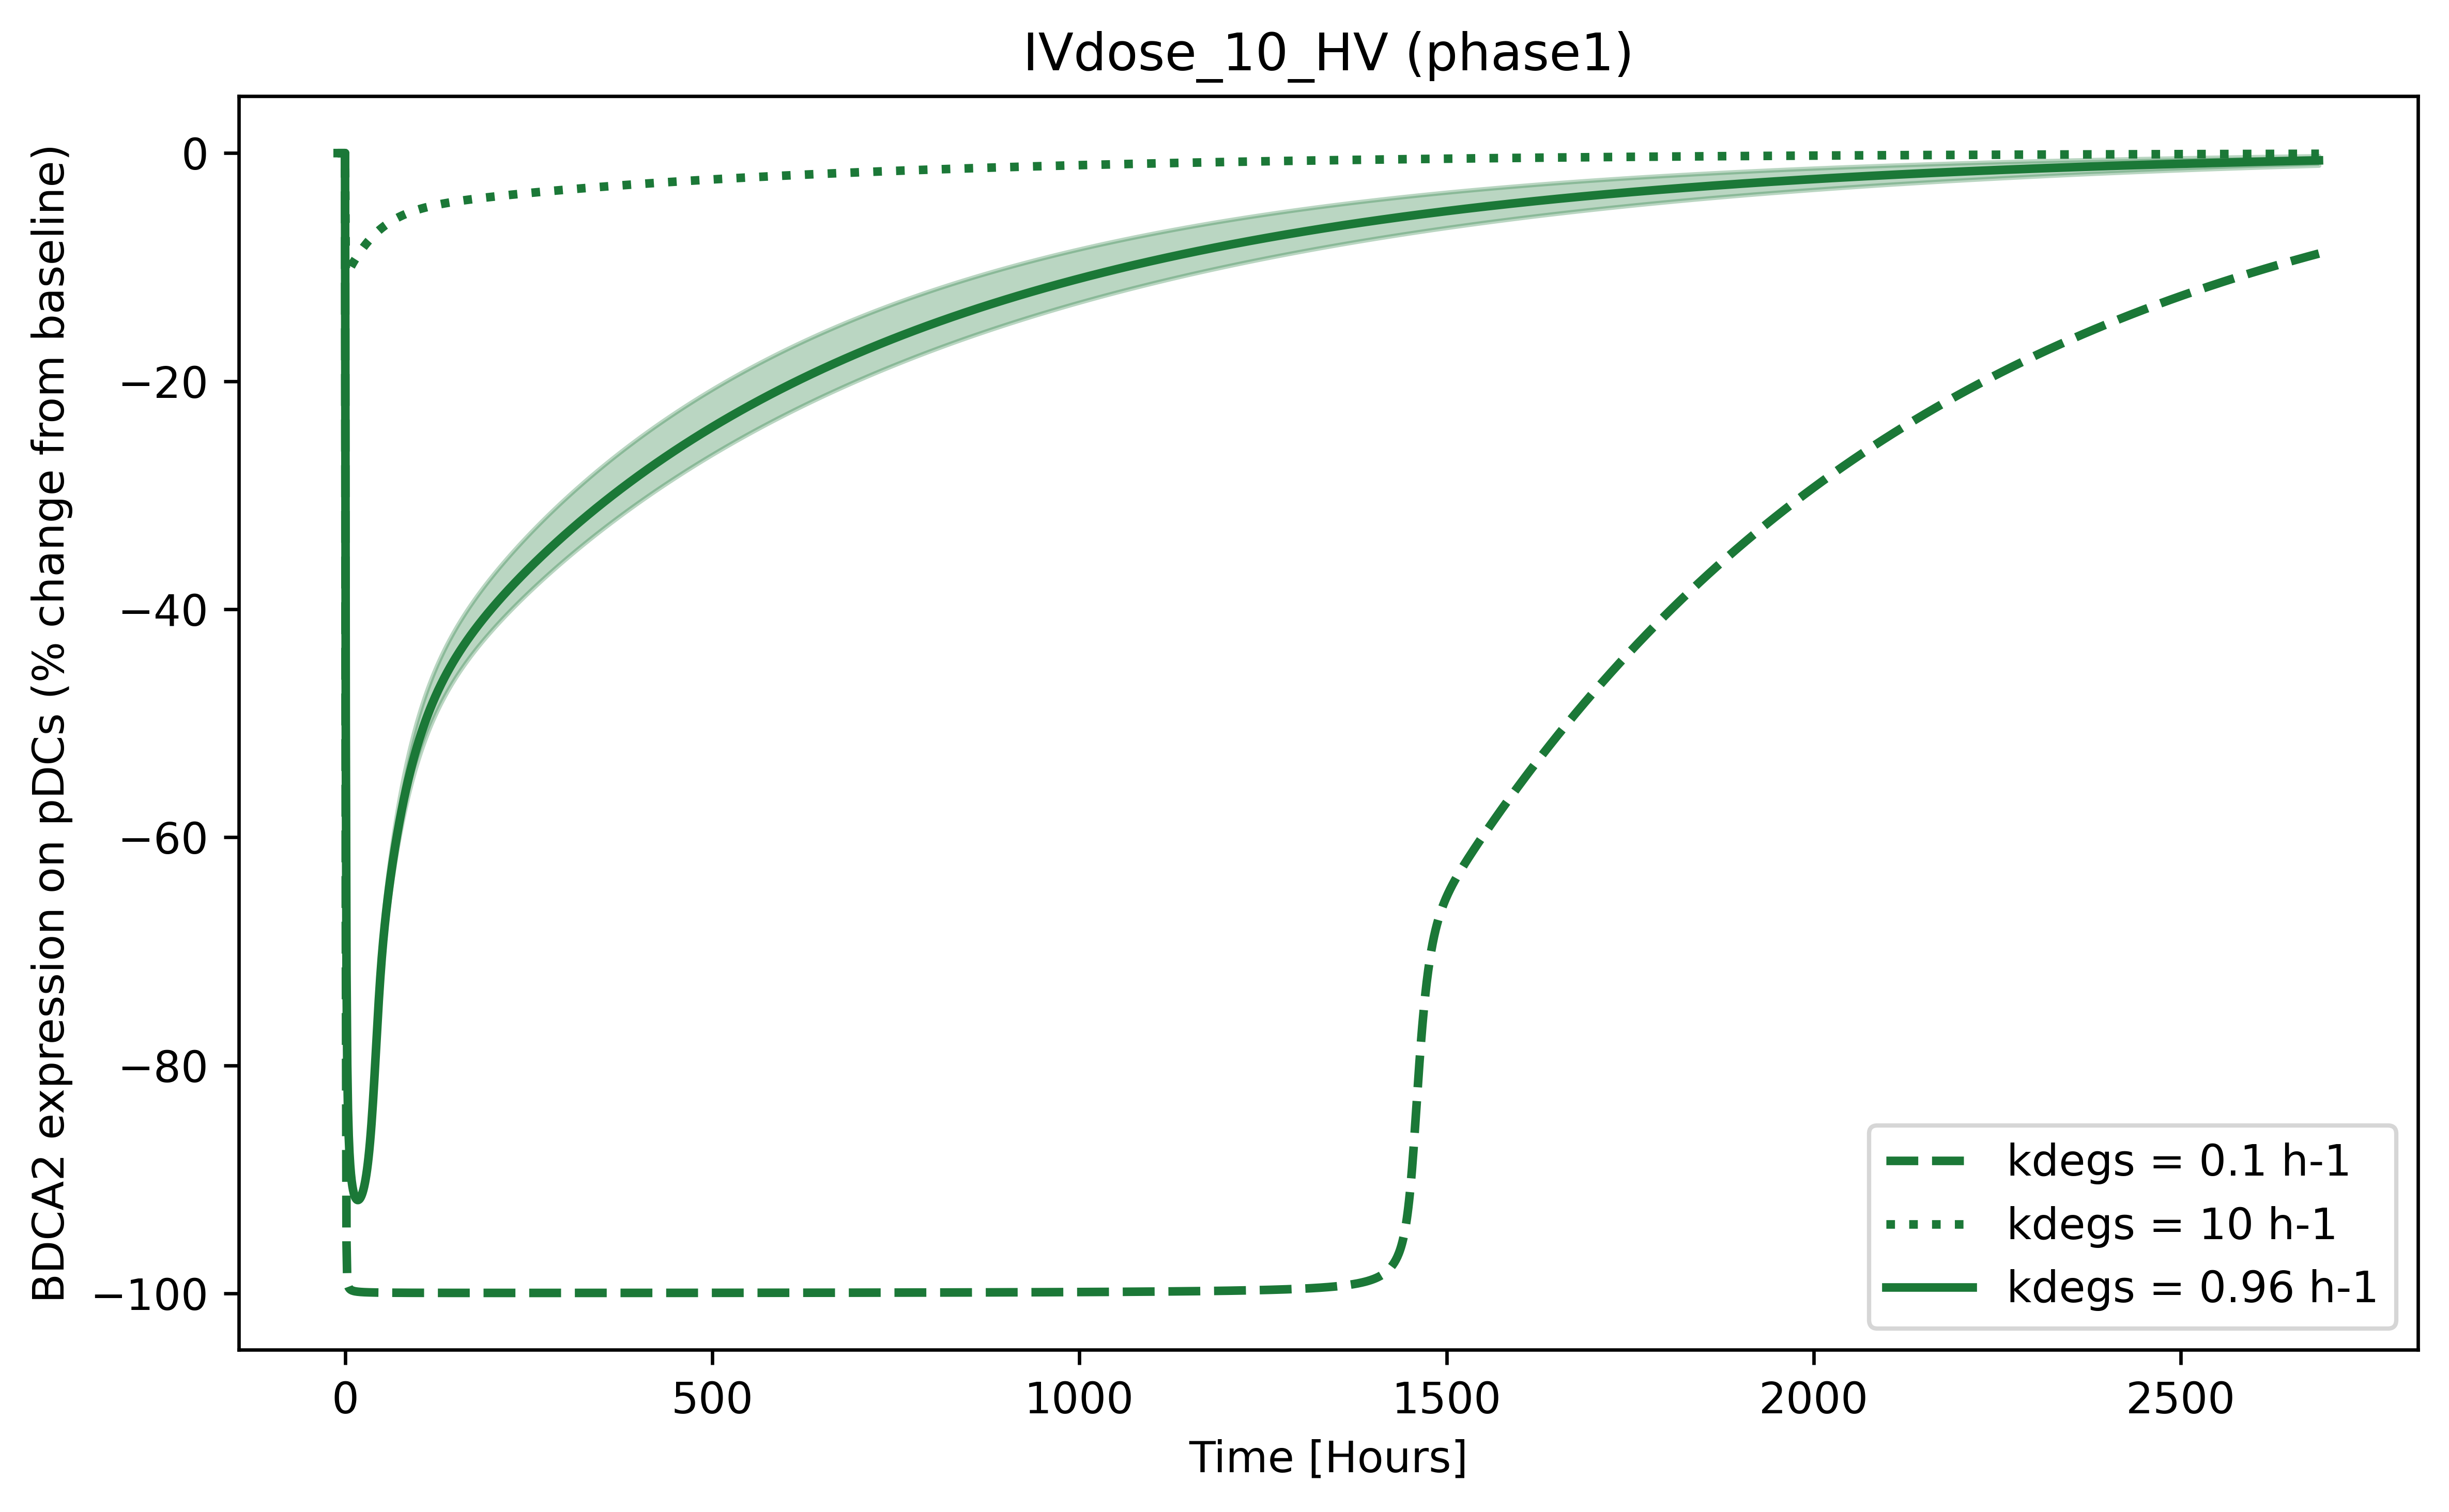 IVdose_10_HV (phase1)
BDCA2 expression on pDCs (% change from baseline)
0
−20
−40
−60
−80
−100
0
500
1000
1500
2000
2500
Time [Hours]
kdegs = 0.1 h-1
kdegs = 10 h-1
kdegs = 0.96 h-1